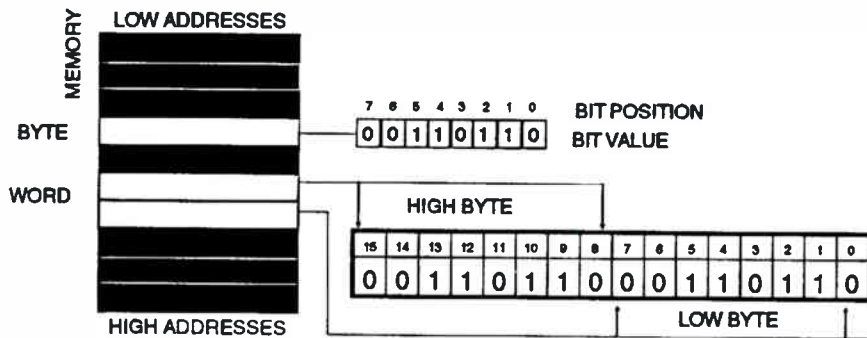 LOW ADDRESSES
MEMORY
7 6 5 4 3 2 1 0 BIT POSITION
BYTE 0 0 1 1 0 1 1 0 BIT VALUE
WORD HIGH BYTE
15 14 13 12 11 10 9 8 7 6 5 4 3 2 1 0
0 0 1 1 0 1 1 0 0 0 1 1 0 1 1 0
HIGH ADDRESSES LOW BYTE